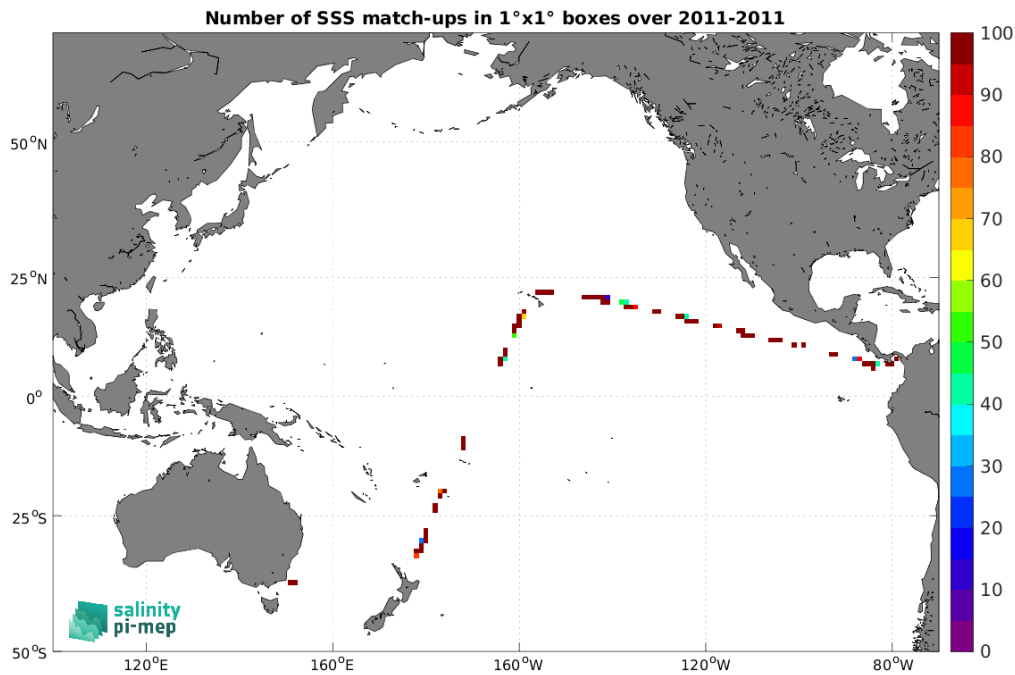 Number of SSS match-ups in 1°x1° boxes over 2011-2011
100
90
80
70
60
50
40
30
20
10
0
50°N
25°N
0°
25°S
50°S
120°E
160°E
160°W
120°W
80°W
salinity
pi-mep